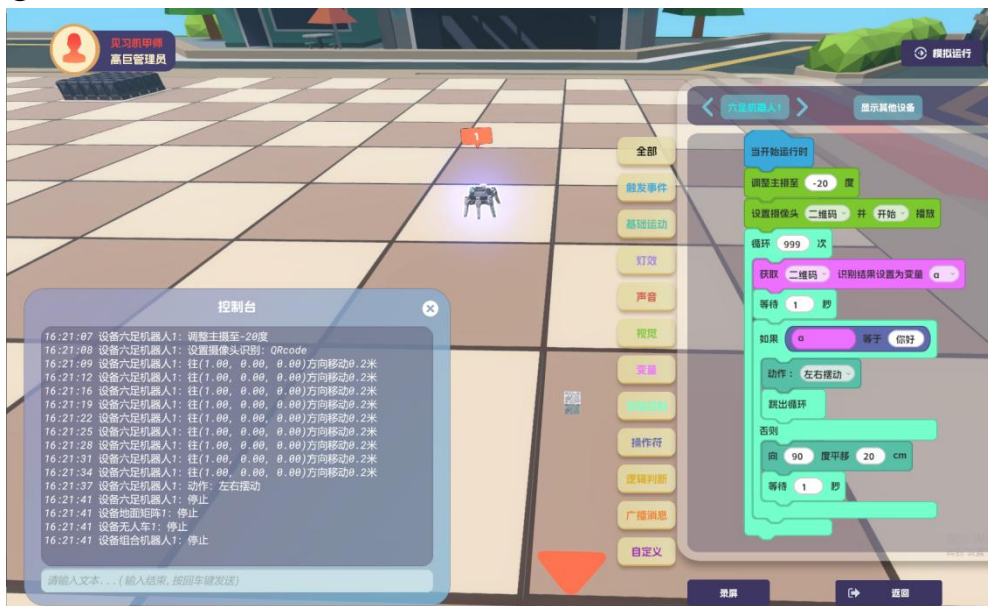 见习机甲师
高巨管理员
模拟运行
六足机器人1
显示其他设备
1
全部
触发事件
基础运动
灯效
声音
视觉
变量
操作符
逻辑判断
广播消息
自定义
当开始运行时
调整主摄至 -20 度
设置摄像头 二维码 并 开始 播放
循环 999 次
获取 二维码 识别结果设置为变量 a
等待 1 秒
如果 a 等于 你好
动作： 左右摆动
跳出循环
否则
向 90 度平移 20 cm
等待 1 秒
控制台
16:21:07 设备六足机器人1: 调整主摄至-20度
16:21:08 设备六足机器人1: 设置摄像头识别: QRcode
16:21:09 设备六足机器人1: 往(1.00, 0.00, 0.00)方向移动0.2米
16:21:12 设备六足机器人1: 往(1.00, 0.00, 0.00)方向移动0.2米
16:21:16 设备六足机器人1: 往(1.00, 0.00, 0.00)方向移动0.2米
16:21:19 设备六足机器人1: 往(1.00, 0.00, 0.00)方向移动0.2米
16:21:22 设备六足机器人1: 往(1.00, 0.00, 0.00)方向移动0.2米
16:21:25 设备六足机器人1: 往(1.00, 0.00, 0.00)方向移动0.2米
16:21:28 设备六足机器人1: 往(1.00, 0.00, 0.00)方向移动0.2米
16:21:31 设备六足机器人1: 往(1.00, 0.00, 0.00)方向移动0.2米
16:21:34 设备六足机器人1: 往(1.00, 0.00, 0.00)方向移动0.2米
16:21:37 设备六足机器人1: 动作: 左右摆动
16:21:41 设备六足机器人1: 停止
16:21:41 设备地面矩阵1: 停止
16:21:41 设备无人车1: 停止
16:21:41 设备组合机器人1: 停止
请输入文本...(输入结束,按回车键发送)
录屏
返回